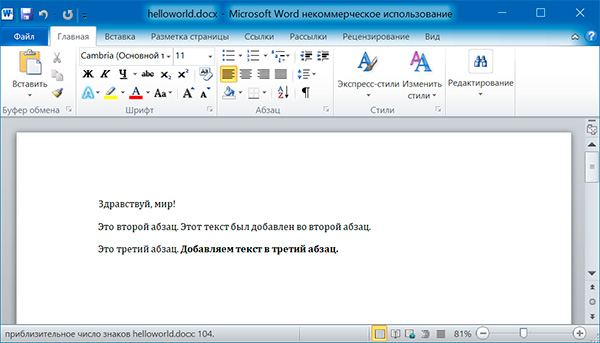 helloworld.docx - Microsoft Word некоммерческое использование
Файл Главная Вставка Разметка страницы Ссылки Рассылки Рецензирование Вид
Cambria (Основной т 11
Вставить
Ж К Ч abc x₂ x²
А Aa A A
Экспресс-стили Изменить стили Редактирование
Буфер обмена Шрифт Абзац Стили
Здравствуй, мир!
Это второй абзац. Этот текст был добавлен во второй абзац.
Это третий абзац. Добавляем текст в третий абзац.
приблизительное число знаков helloworld.docx: 104. 81%